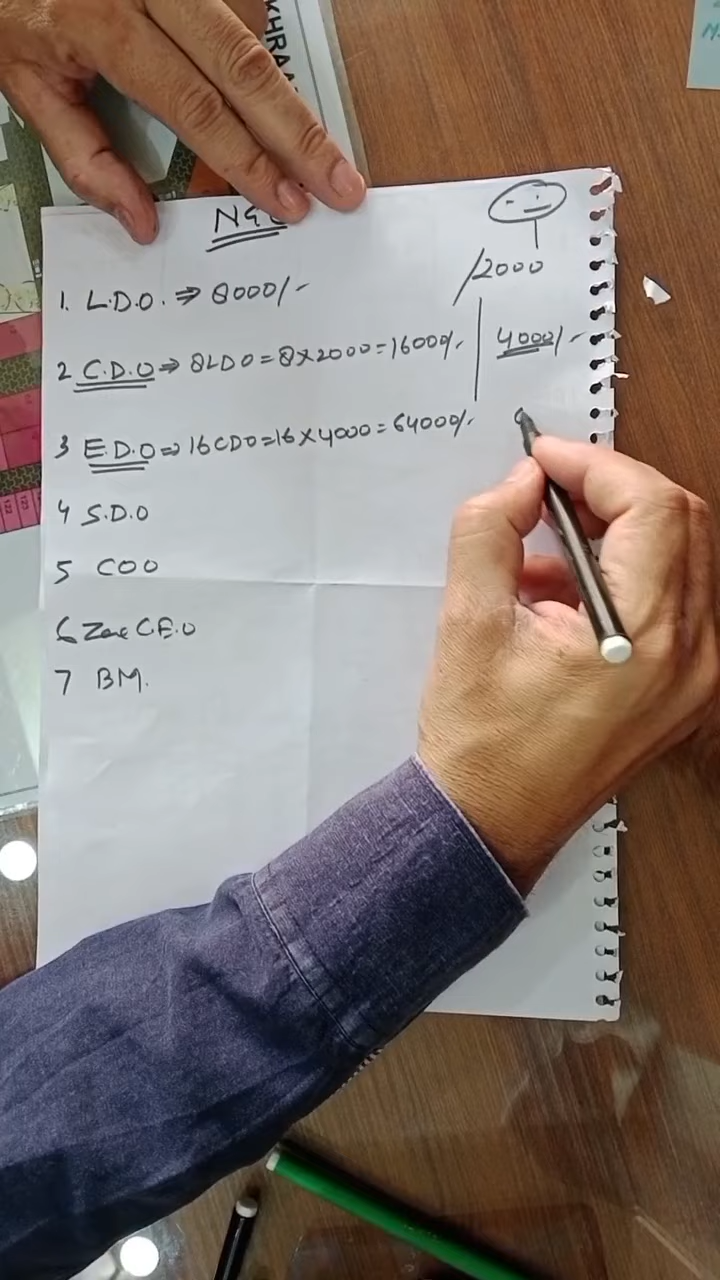 KHRA
1. L.D.O. ⇒ 8000/-
/2000
2 C.D.O ⇒ 8LDO = 8×2000 = 16000/-
4000/-
3 E.D.O ⇒ 16CDO = 16×4000 = 64000/-
4 S.D.O
5 COO
6 Zone C.E.O
7 BM.